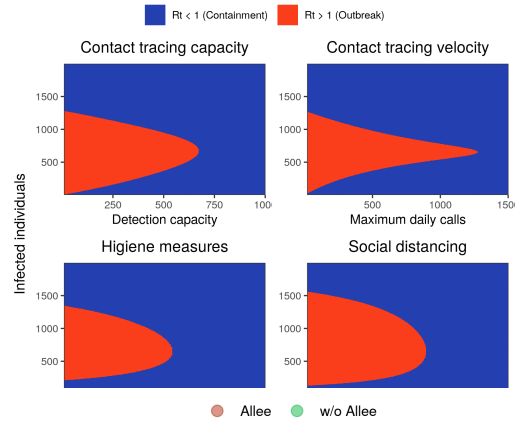 Rt < 1 (Containment) Rt > 1 (Outbreak)
Contact tracing capacity Contact tracing velocity
Infected individuals
1500
1000
500
250 500 750 100
Detection capacity
1500
1000
500
500 1000 150
Maximum daily calls
Higiene measures Social distancing
1500
1000
500
1500
1000
500
Allee w/o Allee